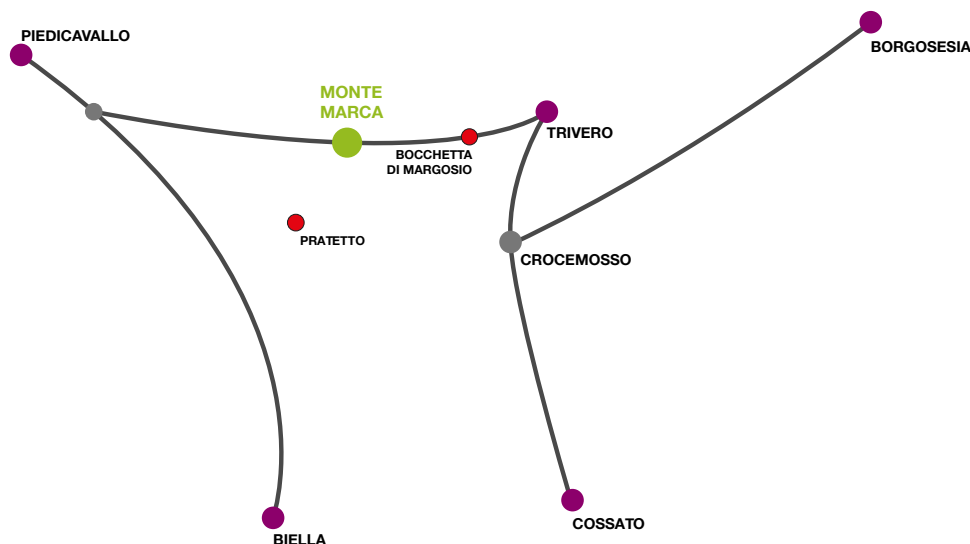 PIEDICAVALLO
BORGOSESIA
MONTE
MARCA
TRIVERO
BOCCHETTA
DI MARGOSIO
PRATETTO
CROCEMOSSO
COSSATO
BIELLA